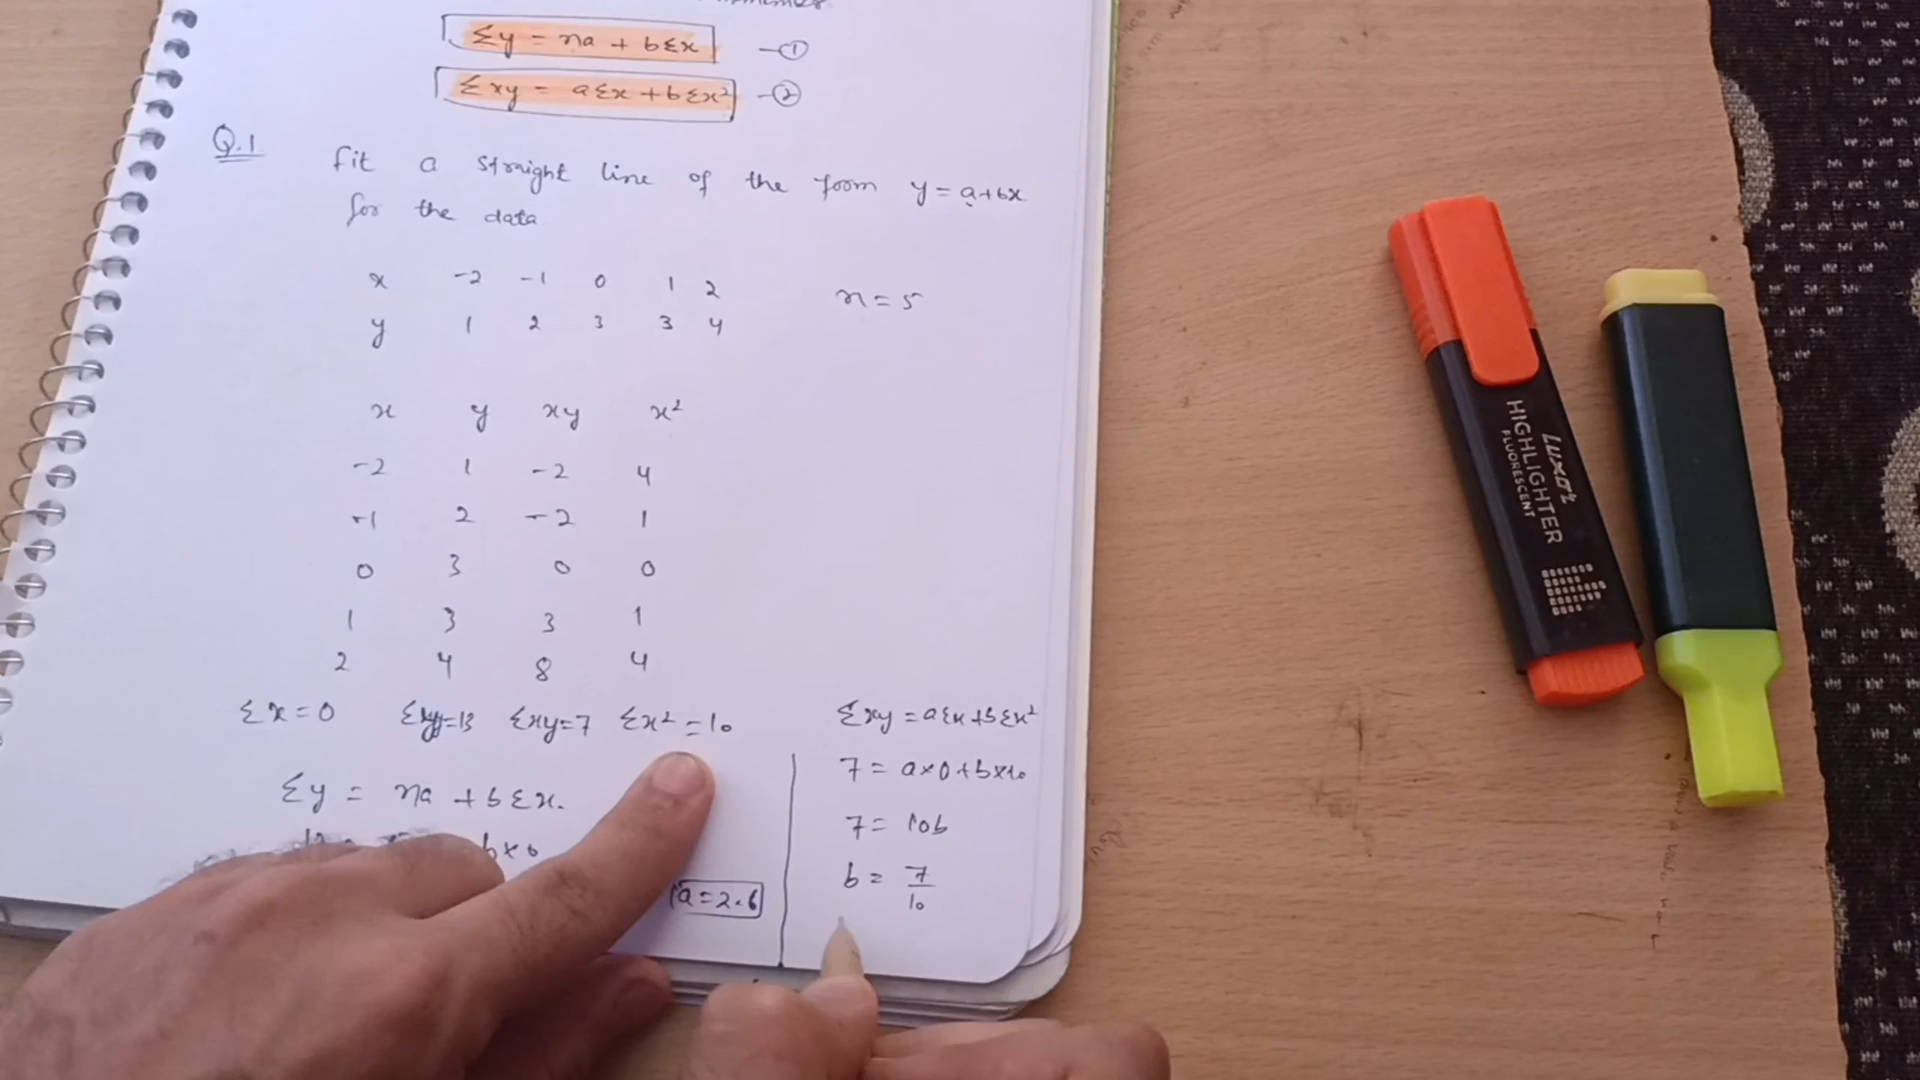 Σy = na + bΣx —①
Σxy = aΣx + bΣx² —②
Q.1 fit a straight line of the form y = a+bx
for the data
x -2 -1 0 1 2 n = 5
y 1 2 3 3 4
x y xy x²
-2 1 -2 4
-1 2 -2 1
0 3 0 0
1 3 3 1
2 4 8 4
Σx=0 Σy=13 Σxy=7 Σx²=10
Σy = na + bΣx.
b×0
a=2.6
Σxy = aΣx+bΣx²
7 = a×0+b×10
7 = 10b
b = 7/10
LUXOR
HIGHLIGHTER
FLUORESCENT